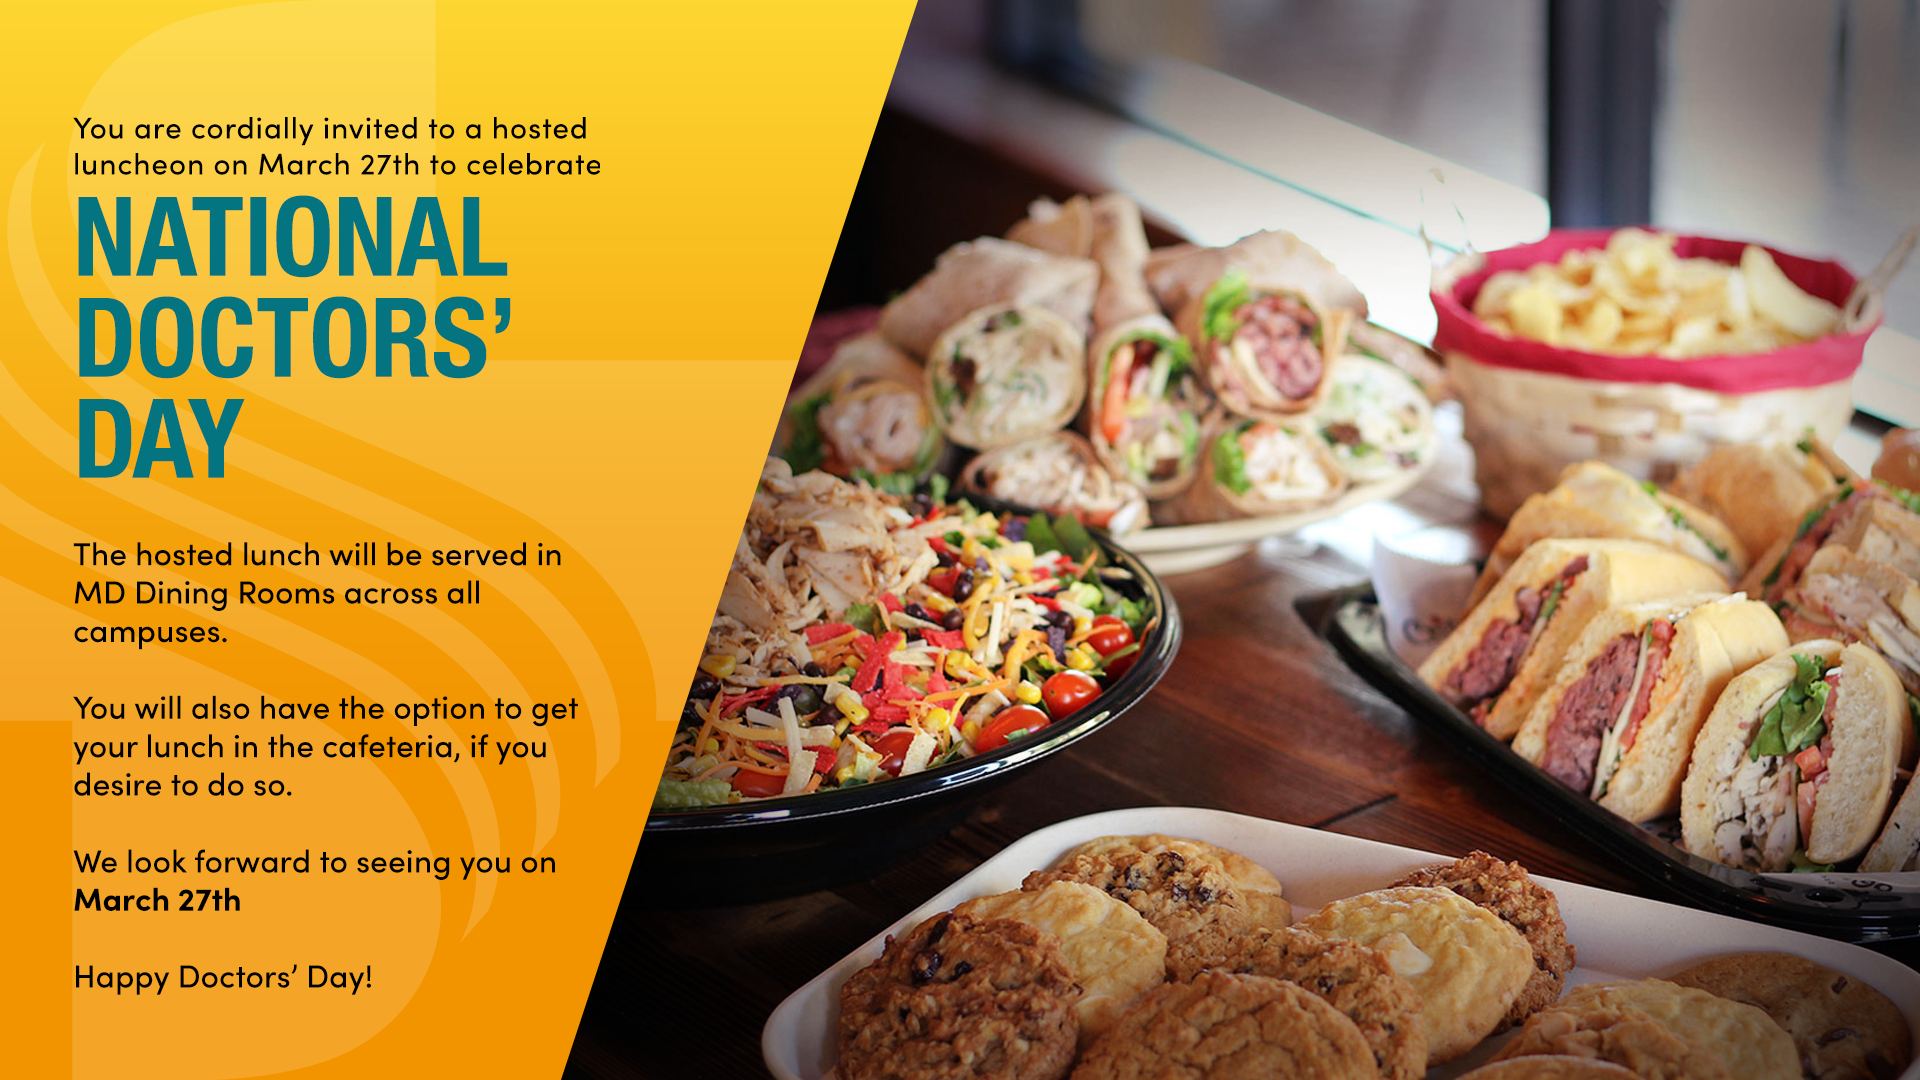 You are cordially invited to a hosted
luncheon on March 27th to celebrate
NATIONAL
DOCTORS’
DAY
The hosted lunch will be served in
MD Dining Rooms across all
campuses.
You will also have the option to get
your lunch in the cafeteria, if you
desire to do so.
We look forward to seeing you on
March 27th
Happy Doctors’ Day!